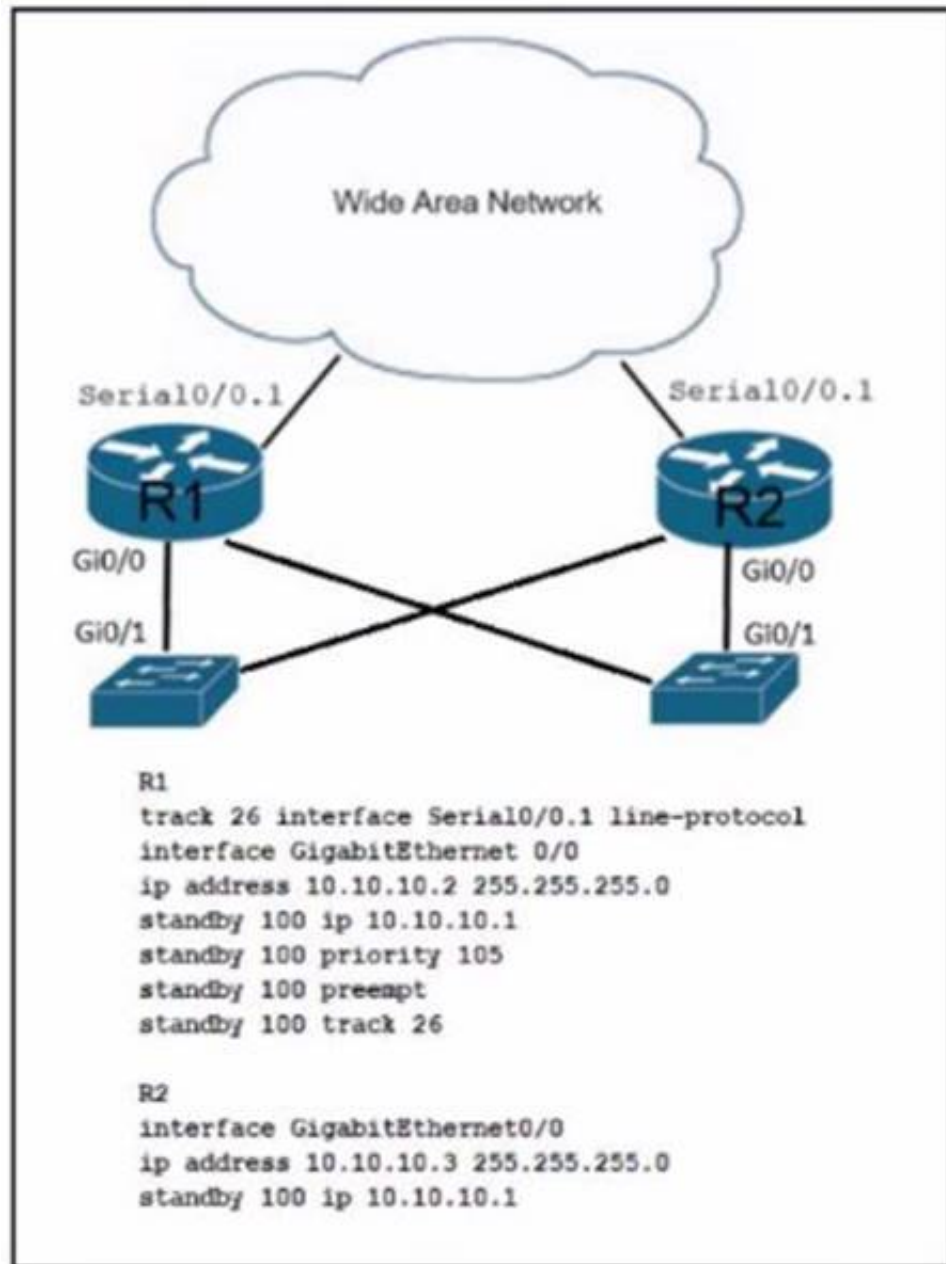 Wide Area Network
Serial0/0.1
Serial0/0.1
R1
R2
Gi0/0
Gi0/0
Gi0/1
Gi0/1
R1
track 26 interface Serial0/0.1 line-protocol
interface GigabitEthernet 0/0
ip address 10.10.10.2 255.255.255.0
standby 100 ip 10.10.10.1
standby 100 priority 105
standby 100 preempt
standby 100 track 26
R2
interface GigabitEthernet0/0
ip address 10.10.10.3 255.255.255.0
standby 100 ip 10.10.10.1